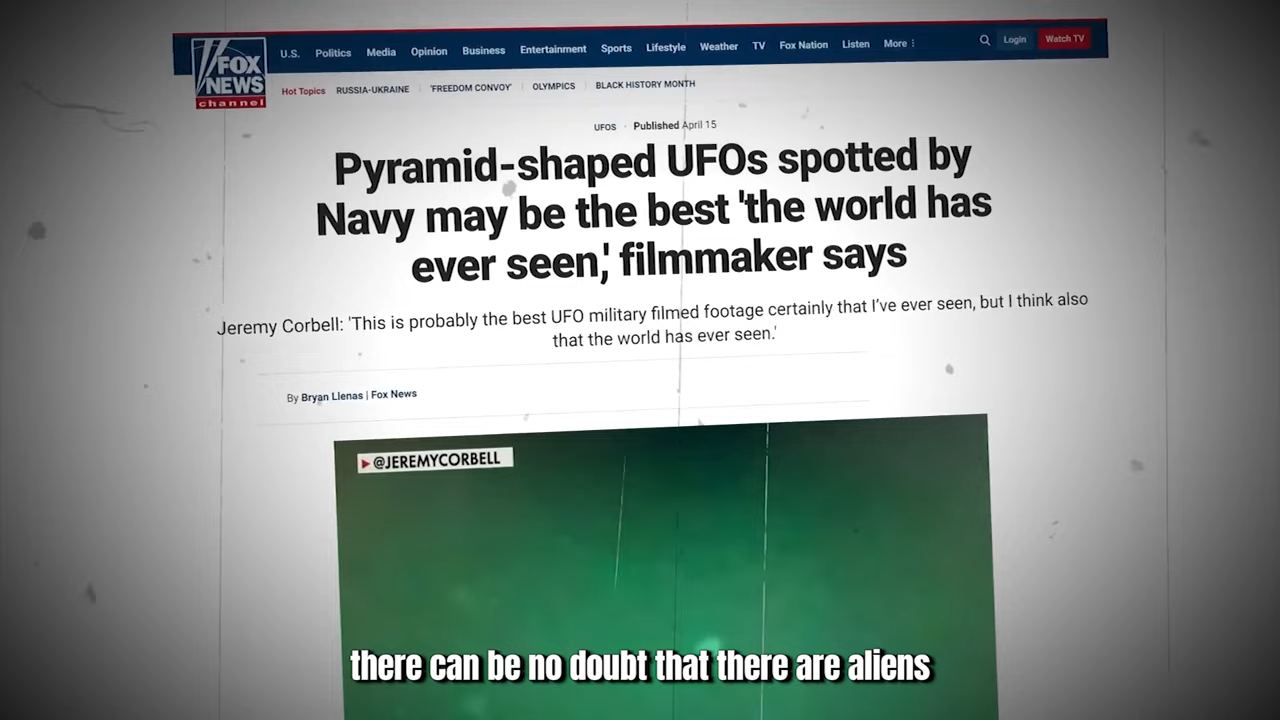 FOX
NEWS
channel
U.S. Politics Media Opinion Business Entertainment Sports Lifestyle Weather TV Fox Nation Listen More Login Watch TV
Hot Topics RUSSIA-UKRAINE 'FREEDOM CONVOY' OLYMPICS BLACK HISTORY MONTH
UFOS · Published April 15
Pyramid-shaped UFOs spotted by
Navy may be the best 'the world has
ever seen,' filmmaker says
Jeremy Corbell: 'This is probably the best UFO military filmed footage certainly that I've ever seen, but I think also
that the world has ever seen.'
By Bryan Llenas | Fox News
@JEREMYCORBELL
there can be no doubt that there are aliens